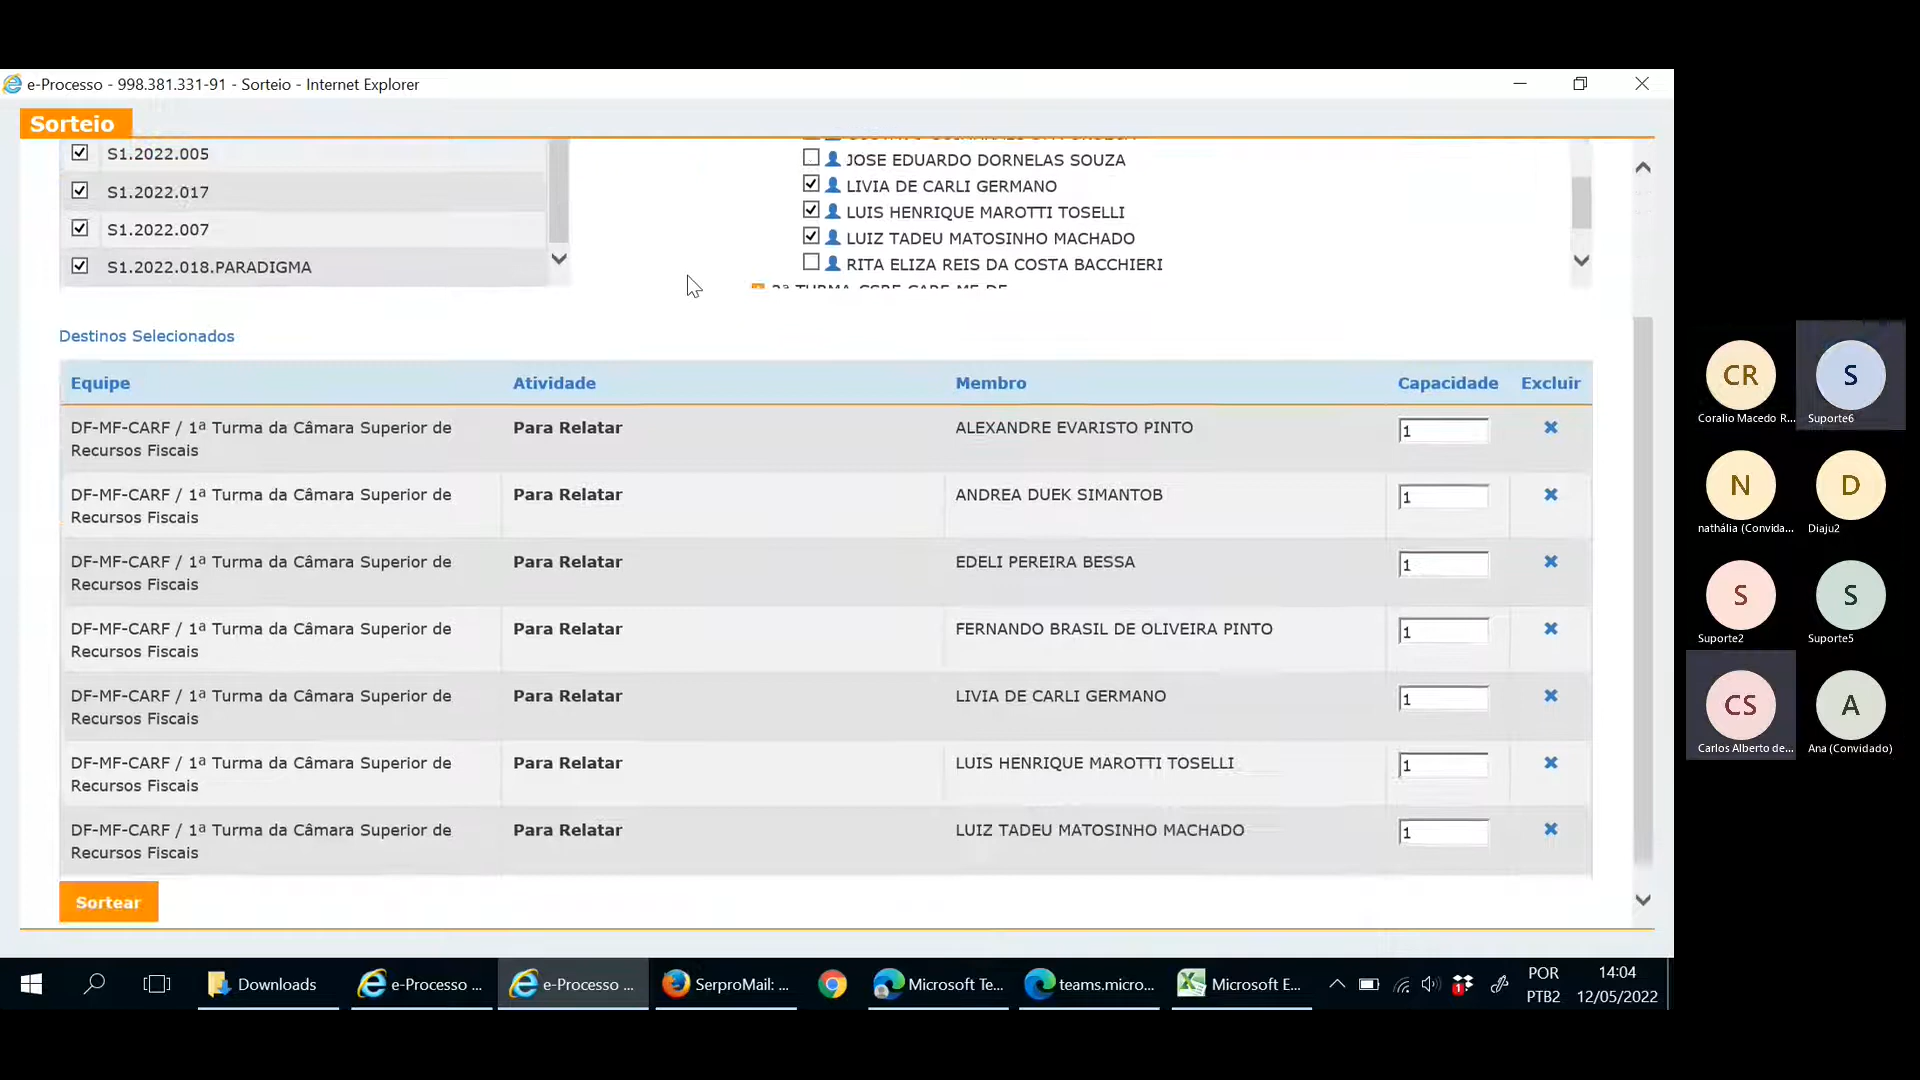 e-Processo - 998.381.331-91 - Sorteio - Internet Explorer
Sorteio
S1.2022.005
S1.2022.017
S1.2022.007
S1.2022.018.PARADIGMA
JOSE EDUARDO DORNELAS SOUZA
LIVIA DE CARLI GERMANO
LUIS HENRIQUE MAROTTI TOSELLI
LUIZ TADEU MATOSINHO MACHADO
RITA ELIZA REIS DA COSTA BACCHIERI
Destinos Selecionados
Equipe Atividade Membro Capacidade Excluir
DF-MF-CARF / 1ª Turma da Câmara Superior de Para Relatar ALEXANDRE EVARISTO PINTO 1
Recursos Fiscais
DF-MF-CARF / 1ª Turma da Câmara Superior de Para Relatar ANDREA DUEK SIMANTOB 1
Recursos Fiscais
DF-MF-CARF / 1ª Turma da Câmara Superior de Para Relatar EDELI PEREIRA BESSA 1
Recursos Fiscais
DF-MF-CARF / 1ª Turma da Câmara Superior de Para Relatar FERNANDO BRASIL DE OLIVEIRA PINTO 1
Recursos Fiscais
DF-MF-CARF / 1ª Turma da Câmara Superior de Para Relatar LIVIA DE CARLI GERMANO 1
Recursos Fiscais
DF-MF-CARF / 1ª Turma da Câmara Superior de Para Relatar LUIS HENRIQUE MAROTTI TOSELLI 1
Recursos Fiscais
DF-MF-CARF / 1ª Turma da Câmara Superior de Para Relatar LUIZ TADEU MATOSINHO MACHADO 1
Recursos Fiscais
Sortear
Downloads e-Processo ... e-Processo ... SerproMail: ... Microsoft Te... teams.micro... Microsoft E... 1 POR 14:04
PTB2 12/05/2022
CR S
Coralio Macedo R... Suporte6
N D
nathália (Convida... Diaju2
S S
Suporte2 Suporte5
CS A
Carlos Alberto de... Ana (Convidado)